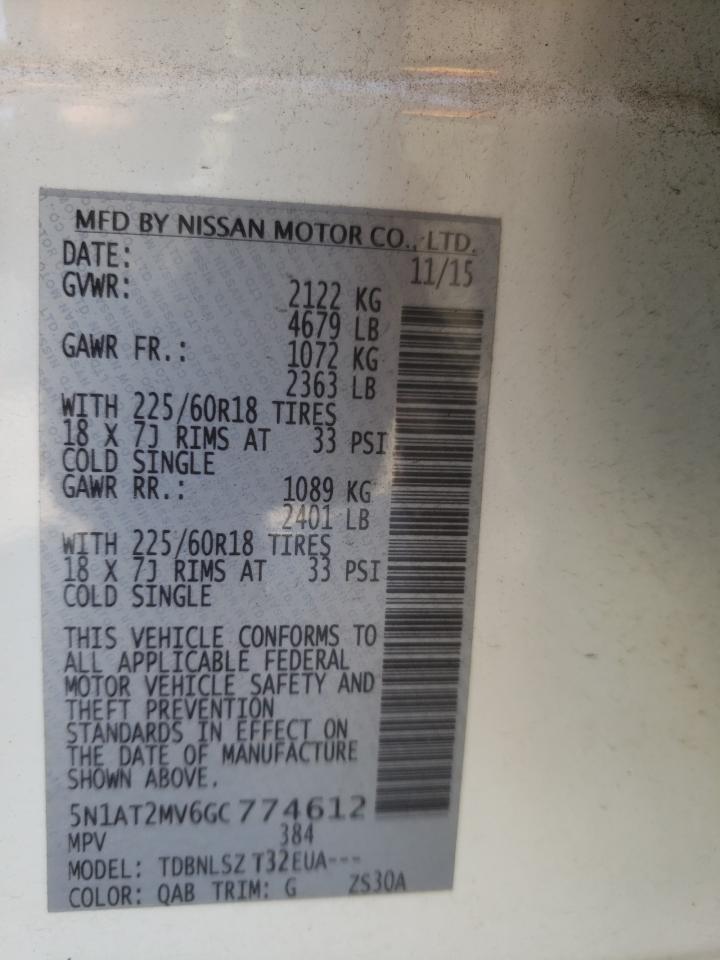 MFD BY NISSAN MOTOR CO., LTD.
DATE: 11/15
GVWR: 2122 KG
4679 LB
GAWR FR.: 1072 KG
2363 LB
WITH 225/60R18 TIRES
18 X 7J RIMS AT 33 PSI
COLD SINGLE
GAWR RR.: 1089 KG
2401 LB
WITH 225/60R18 TIRES
18 X 7J RIMS AT 33 PSI
COLD SINGLE
THIS VEHICLE CONFORMS TO
ALL APPLICABLE FEDERAL
MOTOR VEHICLE SAFETY AND
THEFT PREVENTION
STANDARDS IN EFFECT ON
THE DATE OF MANUFACTURE
SHOWN ABOVE.
5N1AT2MV6GC774612
MPV 384
MODEL: TDBNLSZ T32EUA---
COLOR: QAB TRIM: G ZS30A